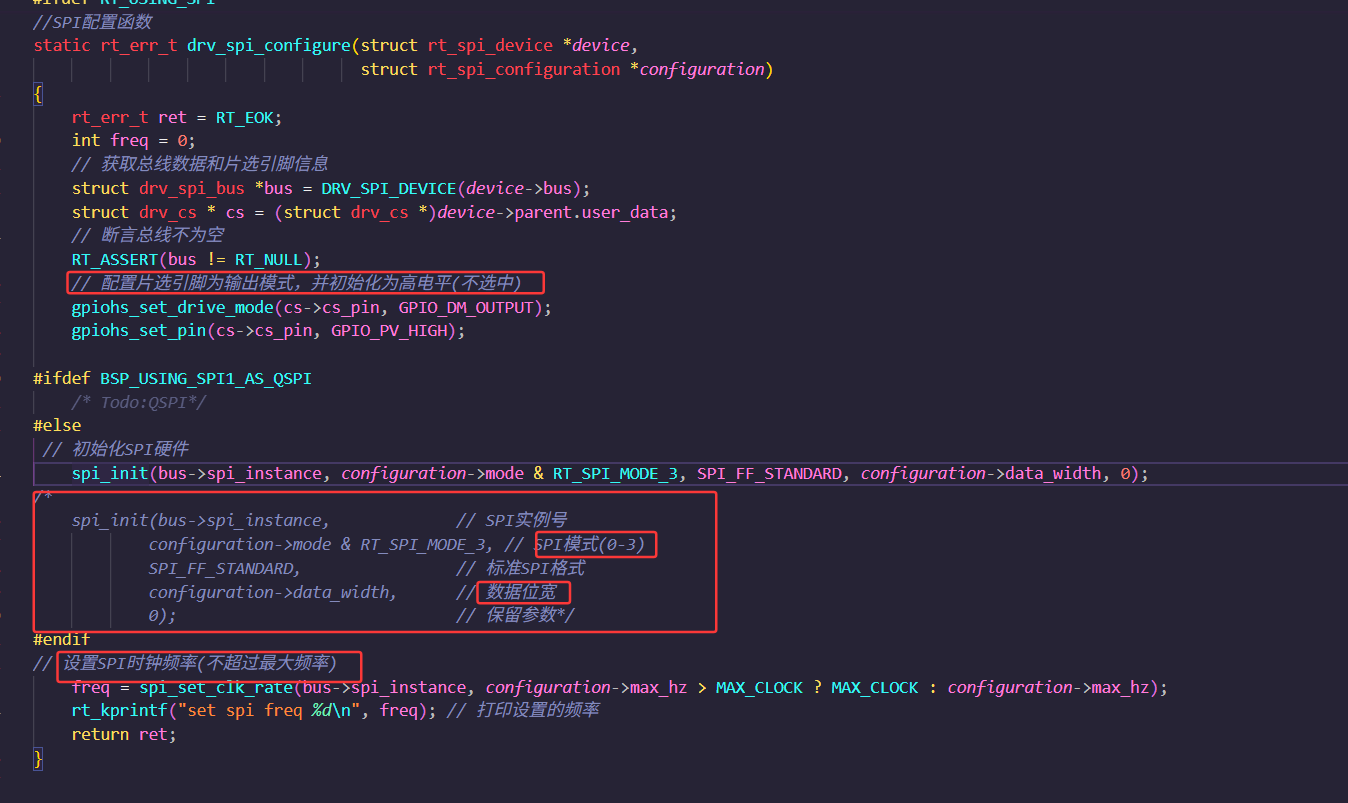 #ifdef RT_USING_SPI
//SPI配置函数
static rt_err_t drv_spi_configure(struct rt_spi_device *device,
struct rt_spi_configuration *configuration)
{
rt_err_t ret = RT_EOK;
int freq = 0;
// 获取总线数据和片选引脚信息
struct drv_spi_bus *bus = DRV_SPI_DEVICE(device->bus);
struct drv_cs * cs = (struct drv_cs *)device->parent.user_data;
// 断言总线不为空
RT_ASSERT(bus != RT_NULL);
// 配置片选引脚为输出模式，并初始化为高电平(不选中)
gpiohs_set_drive_mode(cs->cs_pin, GPIO_DM_OUTPUT);
gpiohs_set_pin(cs->cs_pin, GPIO_PV_HIGH);
#ifdef BSP_USING_SPI1_AS_QSPI
/* Todo:QSPI*/
#else
// 初始化SPI硬件
spi_init(bus->spi_instance, configuration->mode & RT_SPI_MODE_3, SPI_FF_STANDARD, configuration->data_width, 0);
/*
spi_init(bus->spi_instance, // SPI实例号
configuration->mode & RT_SPI_MODE_3, // SPI模式(0-3)
SPI_FF_STANDARD, // 标准SPI格式
configuration->data_width, // 数据位宽
0); // 保留参数*/
#endif
// 设置SPI时钟频率(不超过最大频率)
freq = spi_set_clk_rate(bus->spi_instance, configuration->max_hz > MAX_CLOCK ? MAX_CLOCK : configuration->max_hz);
rt_kprintf("set spi freq %d\n", freq); // 打印设置的频率
return ret;
}